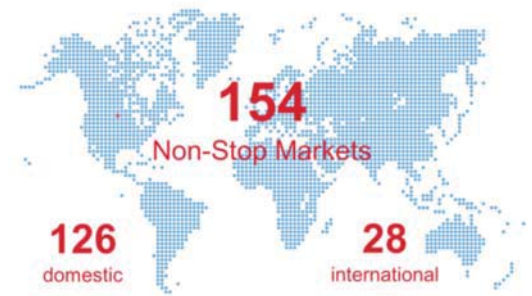 154
Non-Stop Markets
126
domestic
28
international